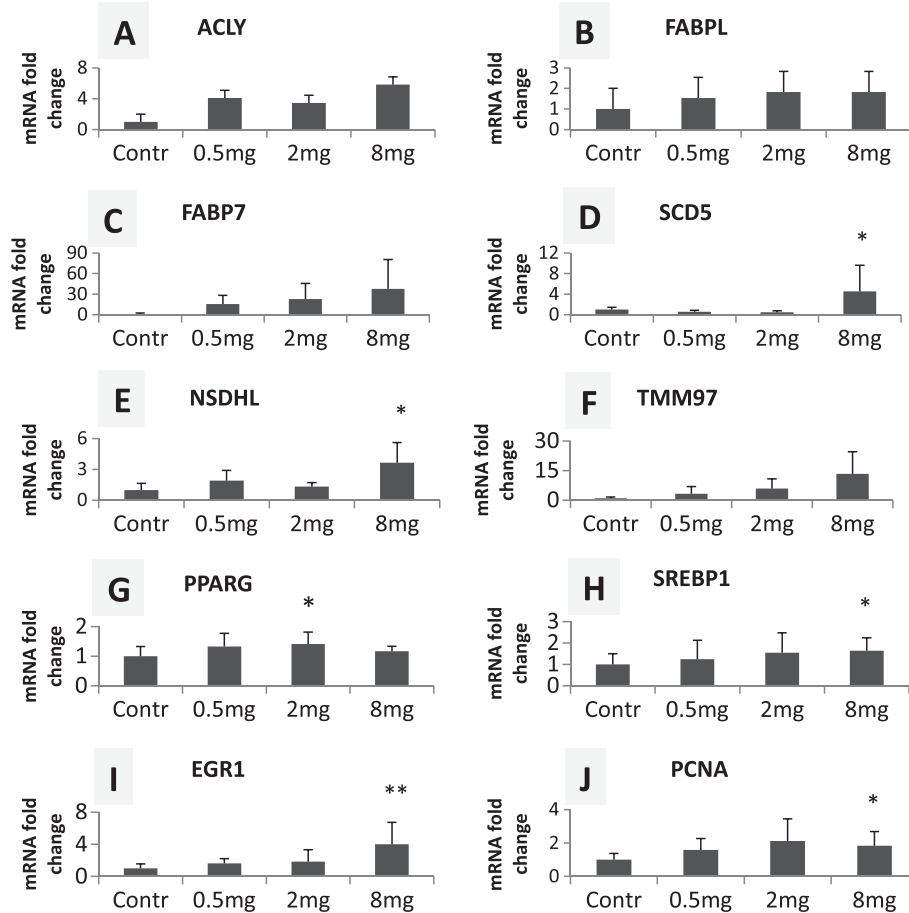 A ACLY
mRNA fold
change
8
4
0
Contr 0.5mg 2mg 8mg
B FABPL
mRNA fold
change
3
2
1
0
Contr 0.5mg 2mg 8mg
C FABP7
mRNA fold
change
90
60
30
0
Contr 0.5mg 2mg 8mg
D SCD5
*
mRNA fold
change
12
8
4
0
Contr 0.5mg 2mg 8mg
E NSDHL
*
mRNA fold
change
6
3
0
Contr 0.5mg 2mg 8mg
F TMM97
mRNA fold
change
30
15
0
Contr 0.5mg 2mg 8mg
G PPARG
*
mRNA fold
change
2
1
0
Contr 0.5mg 2mg 8mg
H SREBP1
*
mRNA fold
change
3
2
1
0
Contr 0.5mg 2mg 8mg
I EGR1
**
mRNA fold
change
8
4
0
Contr 0.5mg 2mg 8mg
J PCNA
*
mRNA fold
change
4
2
0
Contr 0.5mg 2mg 8mg